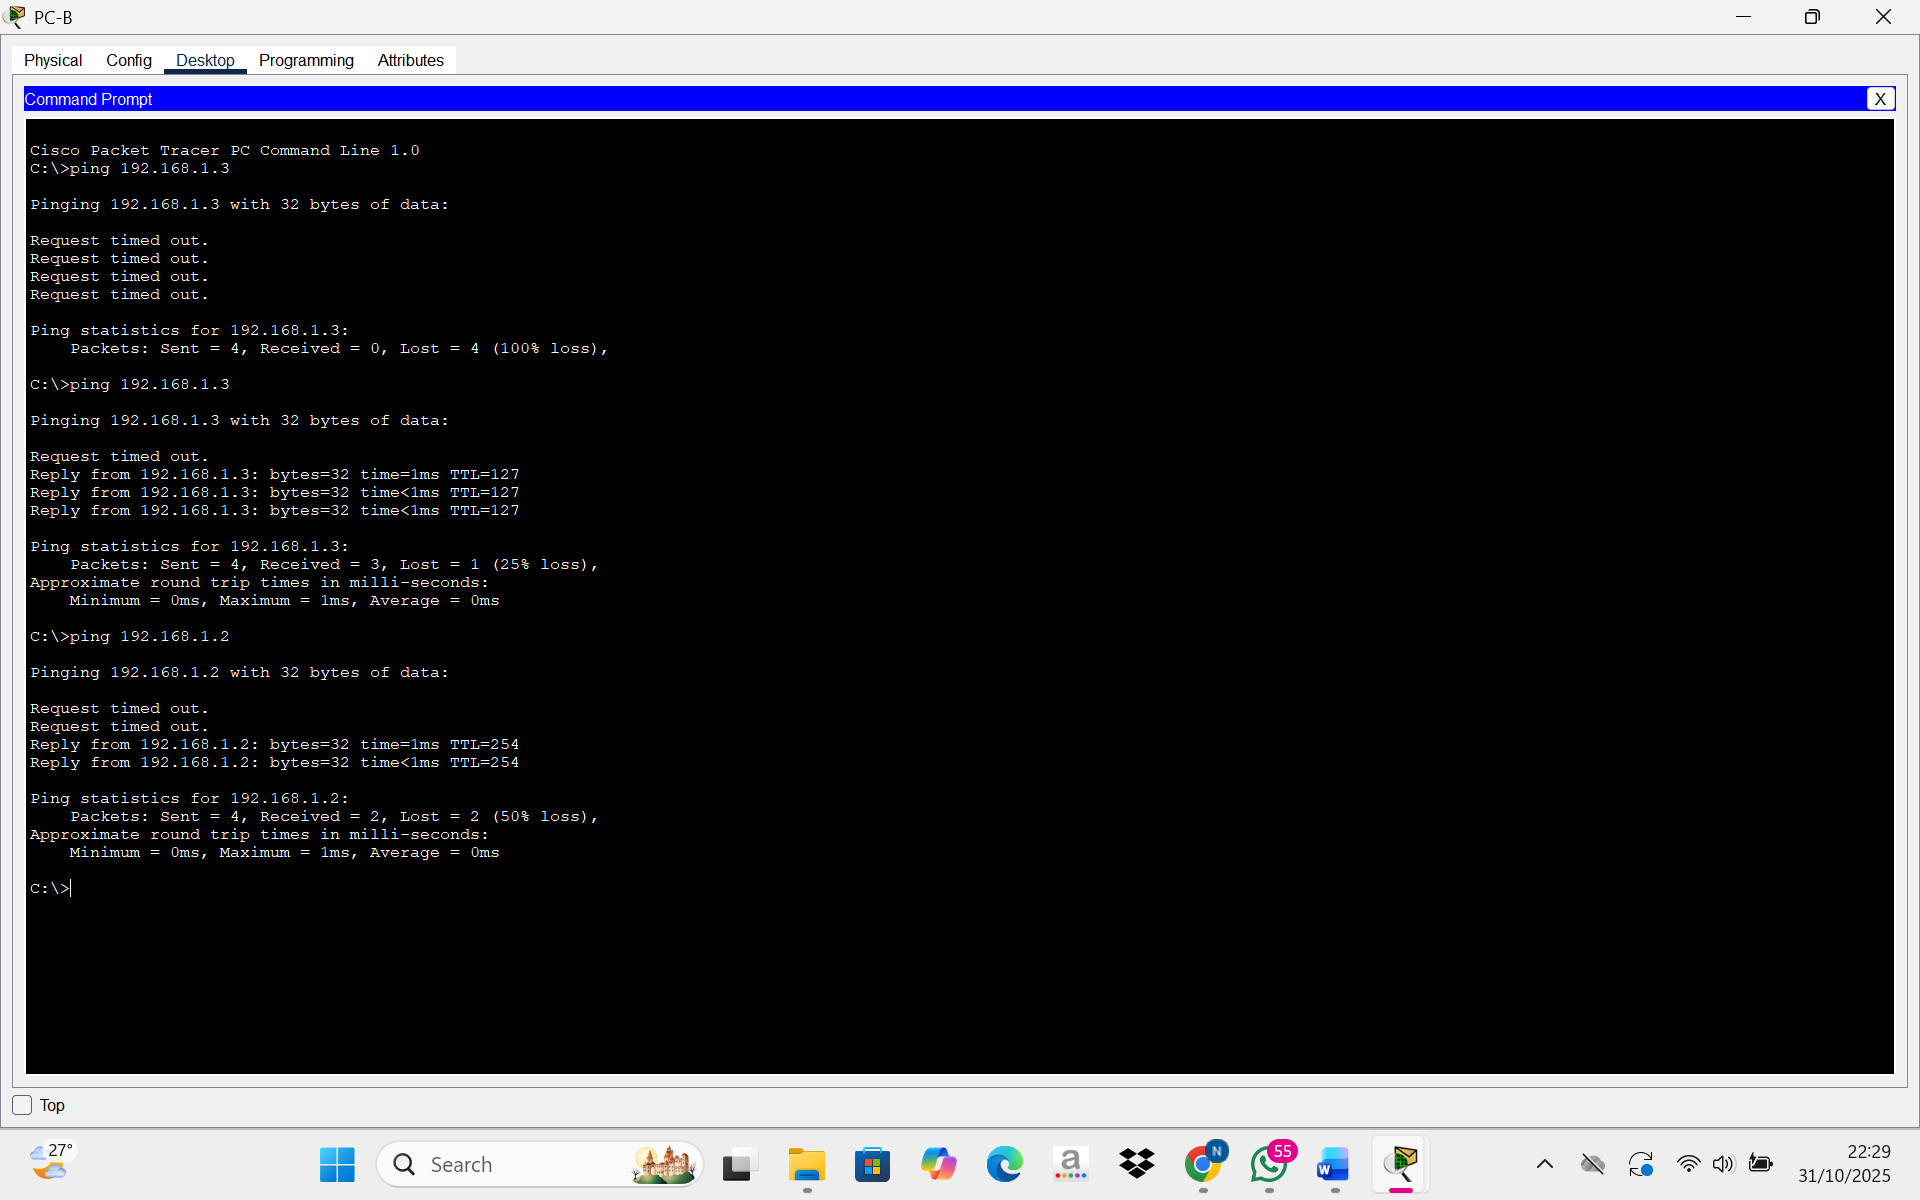 PC-B
Physical Config Desktop Programming Attributes
Command Prompt
X
Cisco Packet Tracer PC Command Line 1.0
C:\>ping 192.168.1.3
Pinging 192.168.1.3 with 32 bytes of data:
Request timed out.
Request timed out.
Request timed out.
Request timed out.
Ping statistics for 192.168.1.3:
Packets: Sent = 4, Received = 0, Lost = 4 (100% loss),
C:\>ping 192.168.1.3
Pinging 192.168.1.3 with 32 bytes of data:
Request timed out.
Reply from 192.168.1.3: bytes=32 time=1ms TTL=127
Reply from 192.168.1.3: bytes=32 time<1ms TTL=127
Reply from 192.168.1.3: bytes=32 time<1ms TTL=127
Ping statistics for 192.168.1.3:
Packets: Sent = 4, Received = 3, Lost = 1 (25% loss),
Approximate round trip times in milli-seconds:
Minimum = 0ms, Maximum = 1ms, Average = 0ms
C:\>ping 192.168.1.2
Pinging 192.168.1.2 with 32 bytes of data:
Request timed out.
Request timed out.
Reply from 192.168.1.2: bytes=32 time=1ms TTL=254
Reply from 192.168.1.2: bytes=32 time<1ms TTL=254
Ping statistics for 192.168.1.2:
Packets: Sent = 4, Received = 2, Lost = 2 (50% loss),
Approximate round trip times in milli-seconds:
Minimum = 0ms, Maximum = 1ms, Average = 0ms
C:\>
Top
27°
Search
a
N
55
W
22:29
31/10/2025